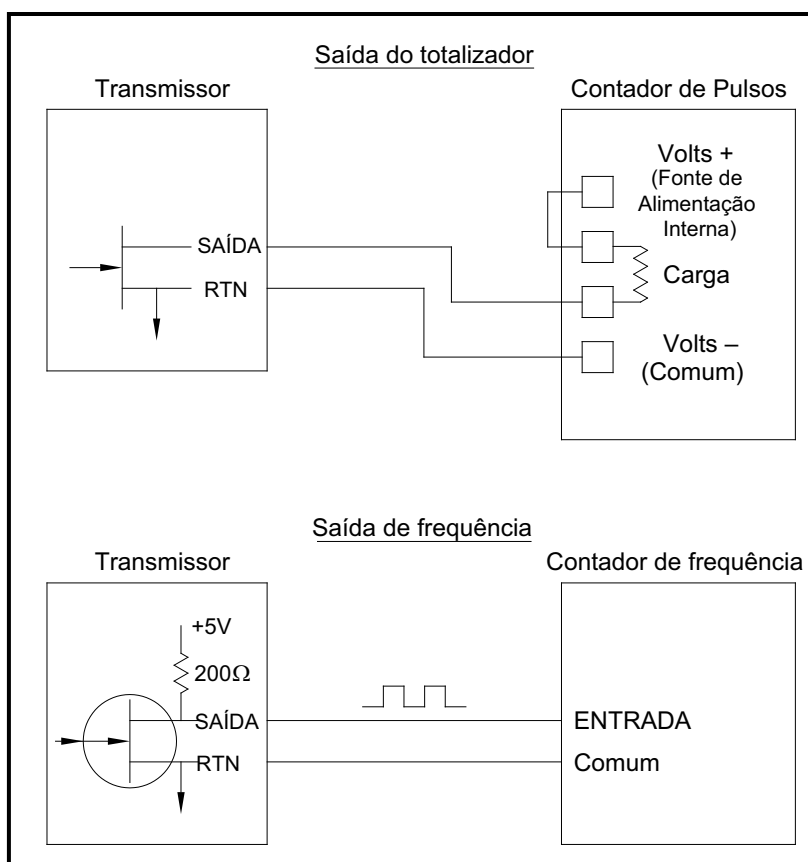 Saída do totalizador
Transmissor
Contador de Pulsos
Volts +
(Fonte de
Alimentação
Interna)
SAÍDA
Carga
RTN
Volts –
(Comum)
Saída de frequência
Transmissor
Contador de frequência
+5V
200Ω
SAÍDA
ENTRADA
RTN
Comum